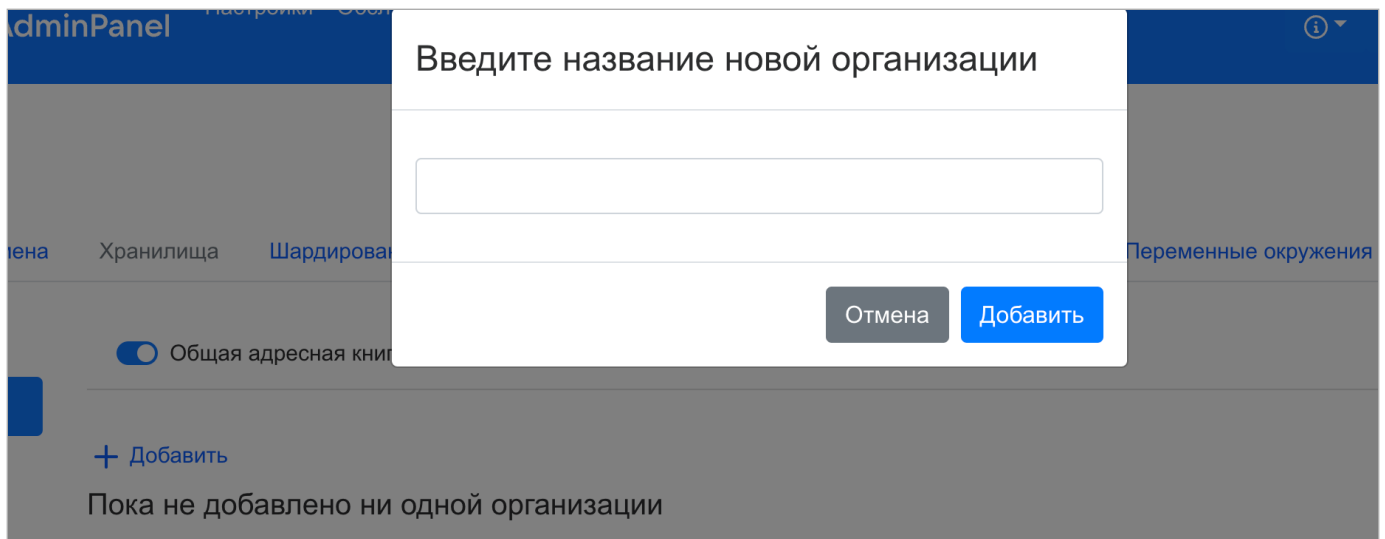 AdminPanel
Введите название новой организации
Хранилища
Переменные окружения
Отмена Добавить
Общая адресная
Добавить
Пока не добавлено ни одной организации